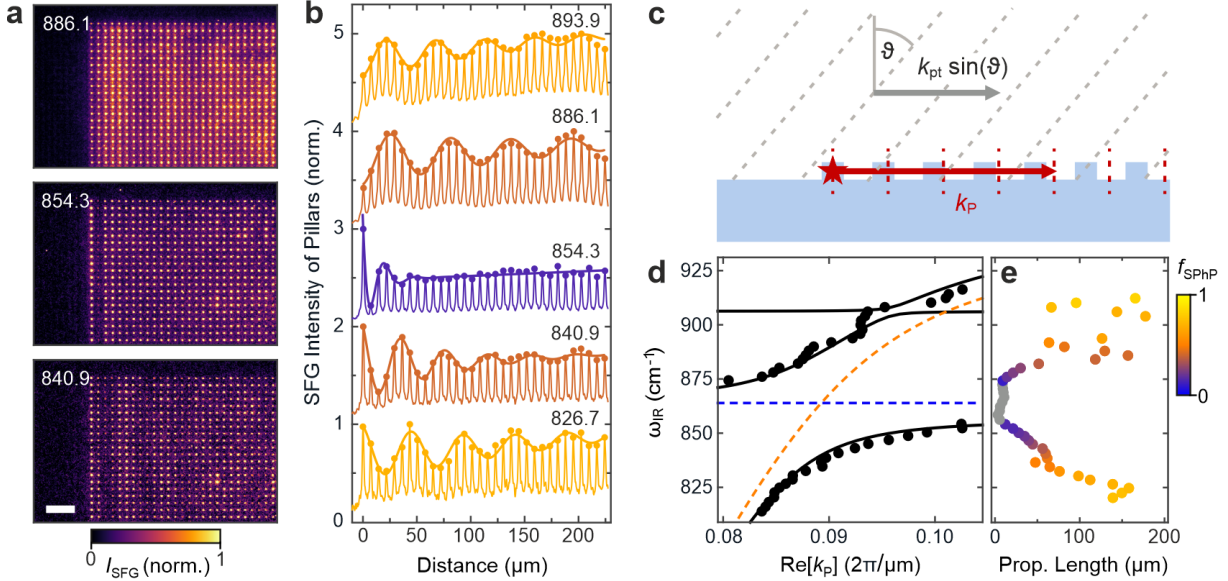 a
886.1
854.3
840.9
0
1
I_SFG (norm.)
b
SFG Intensity of Pillars (norm.)
5
4
3
2
1
0
893.9
886.1
854.3
840.9
826.7
0
50
100
150
200
Distance (µm)
c
ϑ
k_pt sin(ϑ)
k_P
d
ω_IR (cm⁻¹)
925
900
875
850
825
0.08
0.09
0.10
Re[k_P] (2π/µm)
e
f_SPhP
1
0
0
50
100
150
200
Prop. Length (µm)